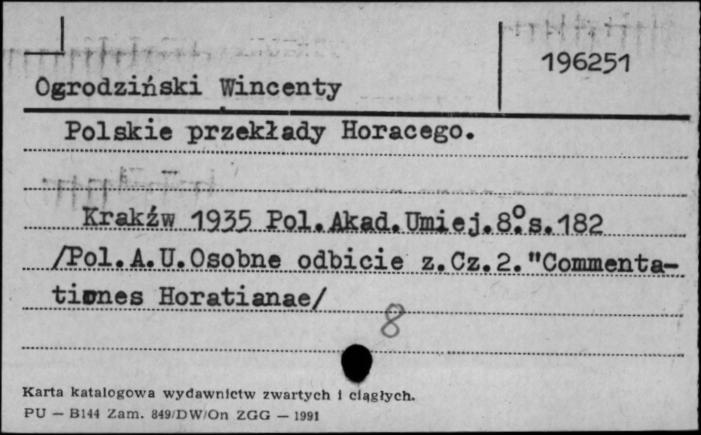 196251
Ogrodziński Wincenty
Polskie przekłady Horacego.
Krakźw 1935 Pol.Akad.Umiej.8°.s.182
/Pol.A.U.Osobne odbicie z.Cz.2."Commenta-
tiones Horatianae/
8
Karta katalogowa wydawnictw zwartych i ciągłych.
PU — B144 Zam. 849/DW/On ZGG — 1991